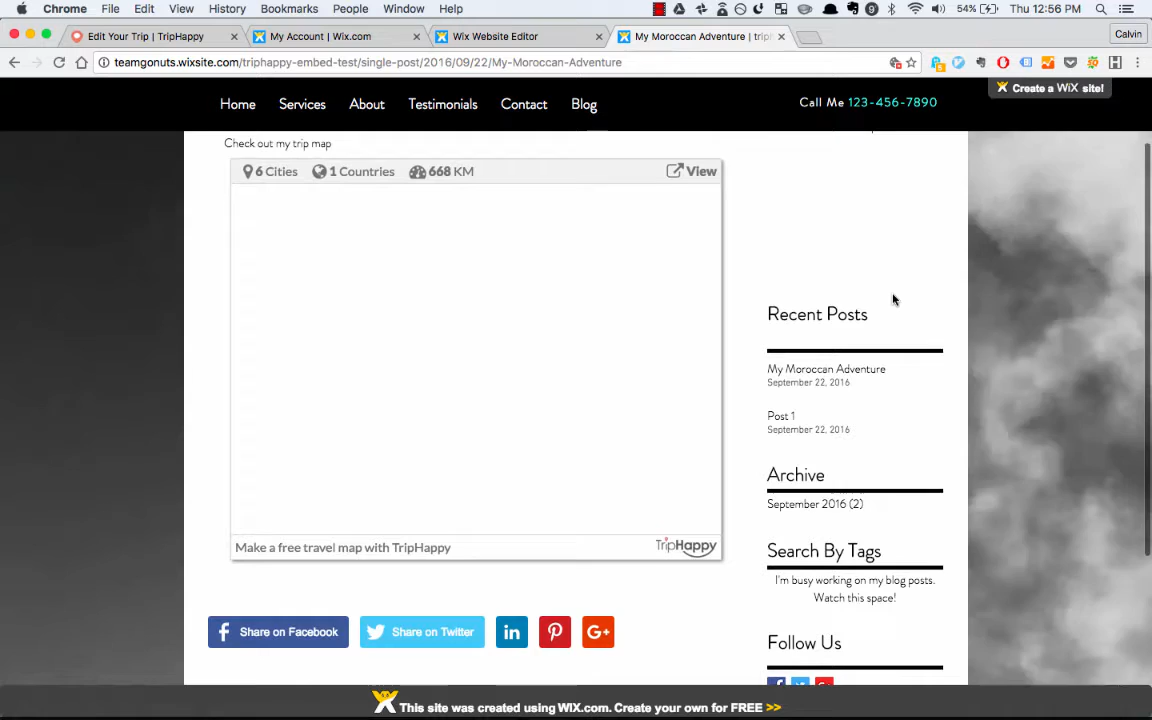 Chrome File Edit View History Bookmarks People Window Help 9 54% Thu 12:56 PM
Edit Your Trip | TripHappy
My Account | Wix.com
Wix Website Editor
My Moroccan Adventure | trip
Calvin
teamgonuts.wixsite.com/triphappy-embed-test/single-post/2016/09/22/My-Moroccan-Adventure
Create a WiX site!
Home Services About Testimonials Contact Blog
Call Me 123-456-7890
Check out my trip map
6 Cities 1 Countries 668 KM View
Make a free travel map with TripHappy
TripHappy
Share on Facebook
Share on Twitter
in
G+
Recent Posts
My Moroccan Adventure
September 22, 2016
Post 1
September 22, 2016
Archive
September 2016 (2)
Search By Tags
I'm busy working on my blog posts.
Watch this space!
Follow Us
This site was created using WIX.com. Create your own for FREE >>